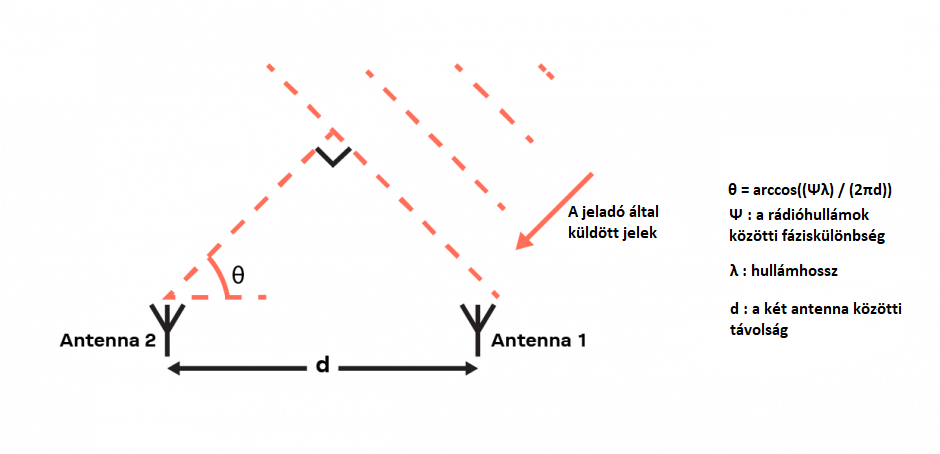 θ = arccos((Ψλ) / (2πd))
A jeladó által
küldött jelek
Ψ : a rádióhullámok
közötti fáziskülönbség
θ
λ : hullámhossz
d : a két antenna közötti
távolság
Antenna 2
Antenna 1
d